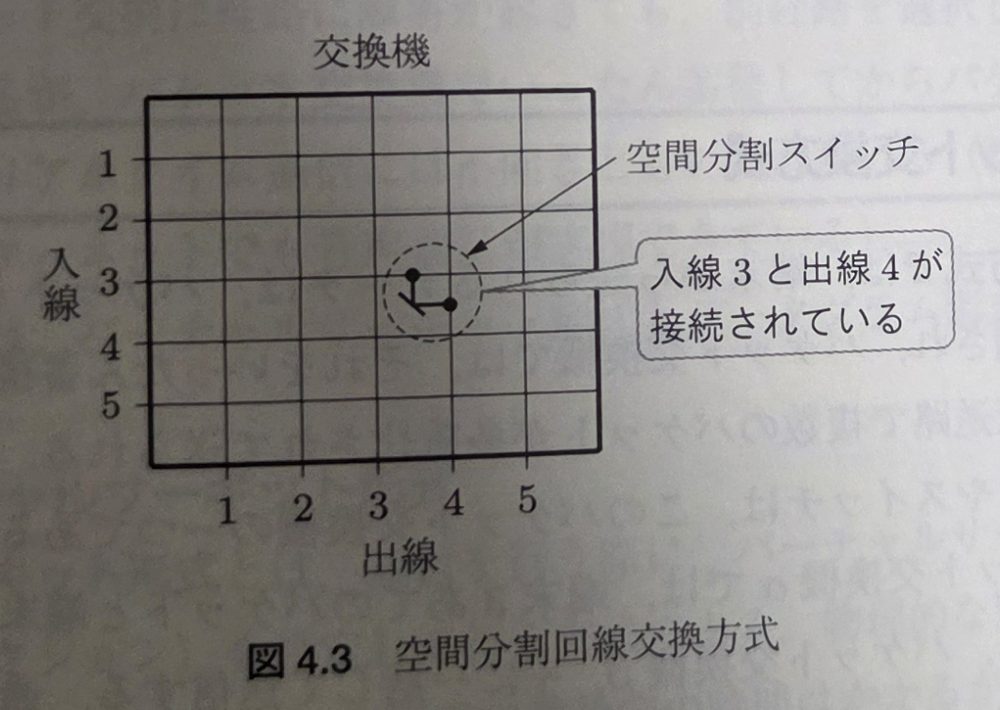 交換機
空間分割スイッチ
1
2
3
4
5
入線
入線3と出線4が
接続されている
1 2 3 4 5
出線
図4.3 空間分割回線交換方式